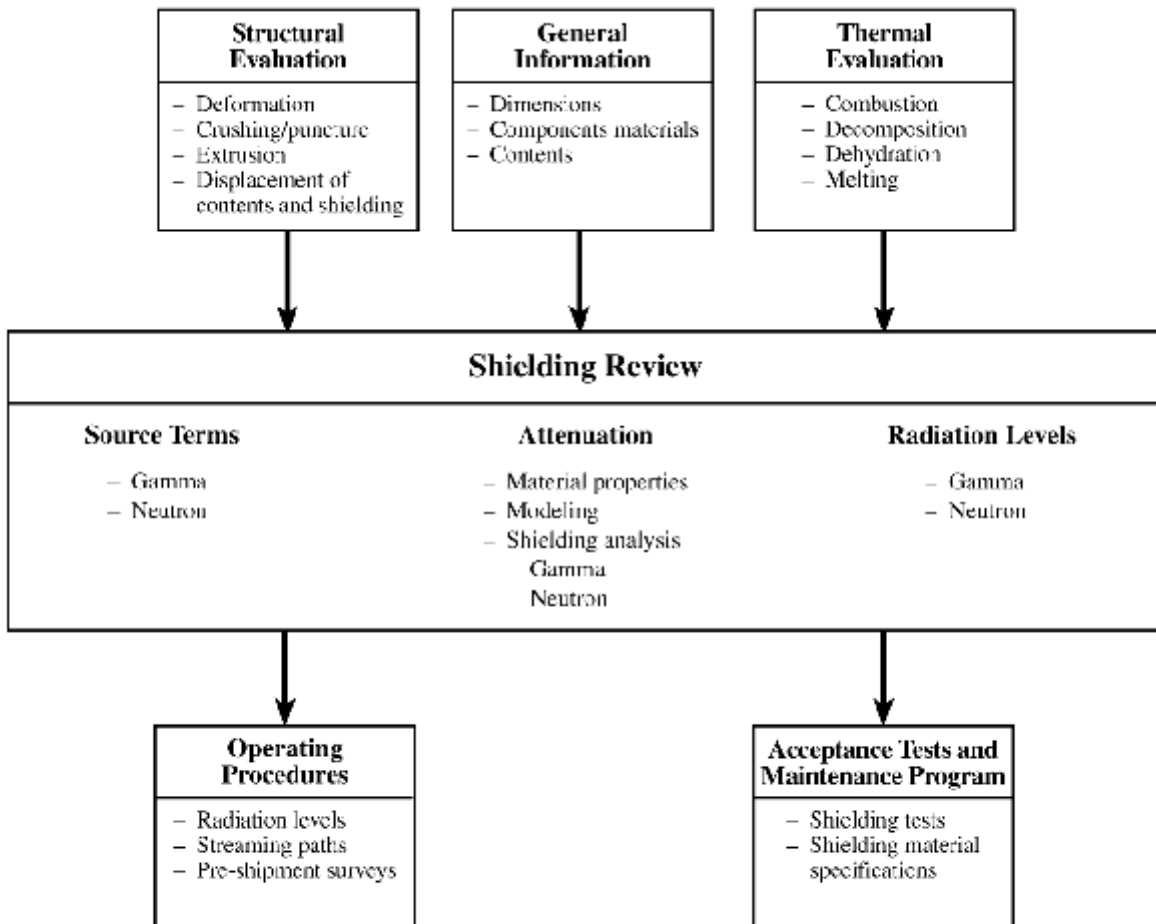 Structural
Evaluation
– Deformation
– Crushing/puncture
– Extrusion
– Displacement of
contents and shielding
General
Information
– Dimensions
– Components materials
– Contents
Thermal
Evaluation
– Combustion
– Decomposition
– Dehydration
– Melting
Shielding Review
Source Terms
– Gamma
– Neutron
Attenuation
– Material properties
– Modeling
– Shielding analysis
Gamma
Neutron
Radiation Levels
– Gamma
– Neutron
Operating
Procedures
– Radiation levels
– Streaming paths
– Pre-shipment surveys
Acceptance Tests and
Maintenance Program
– Shielding tests
– Shielding material
specifications